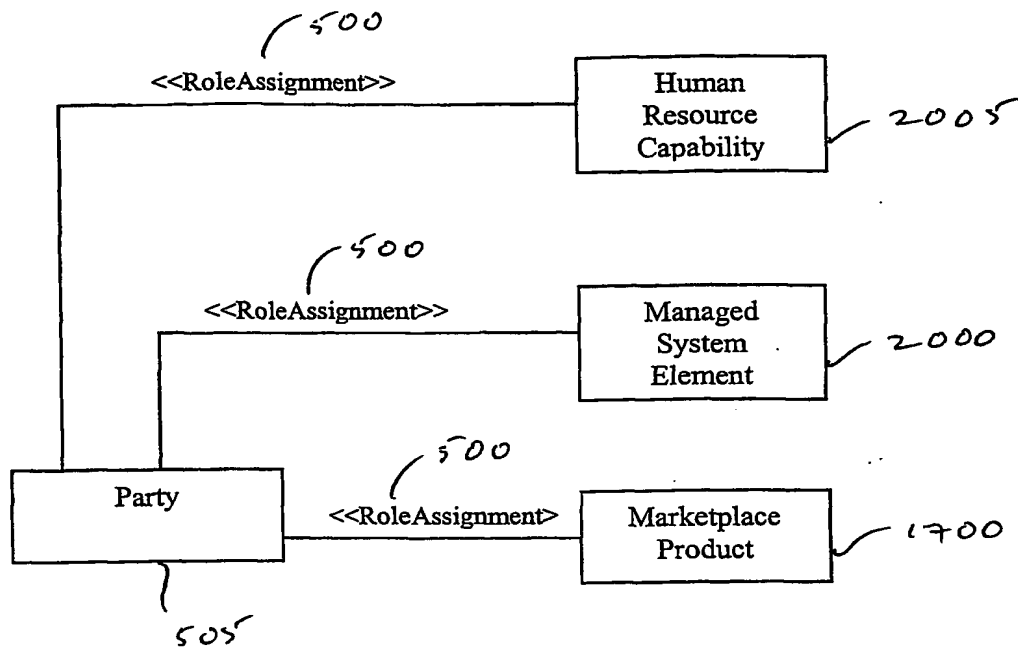 500
<<RoleAssignment>>
Human
Resource
Capability
2005
500
<<RoleAssignment>>
Managed
System
Element
2000
500
Party
<<RoleAssignment>
Marketplace
Product
1700
505